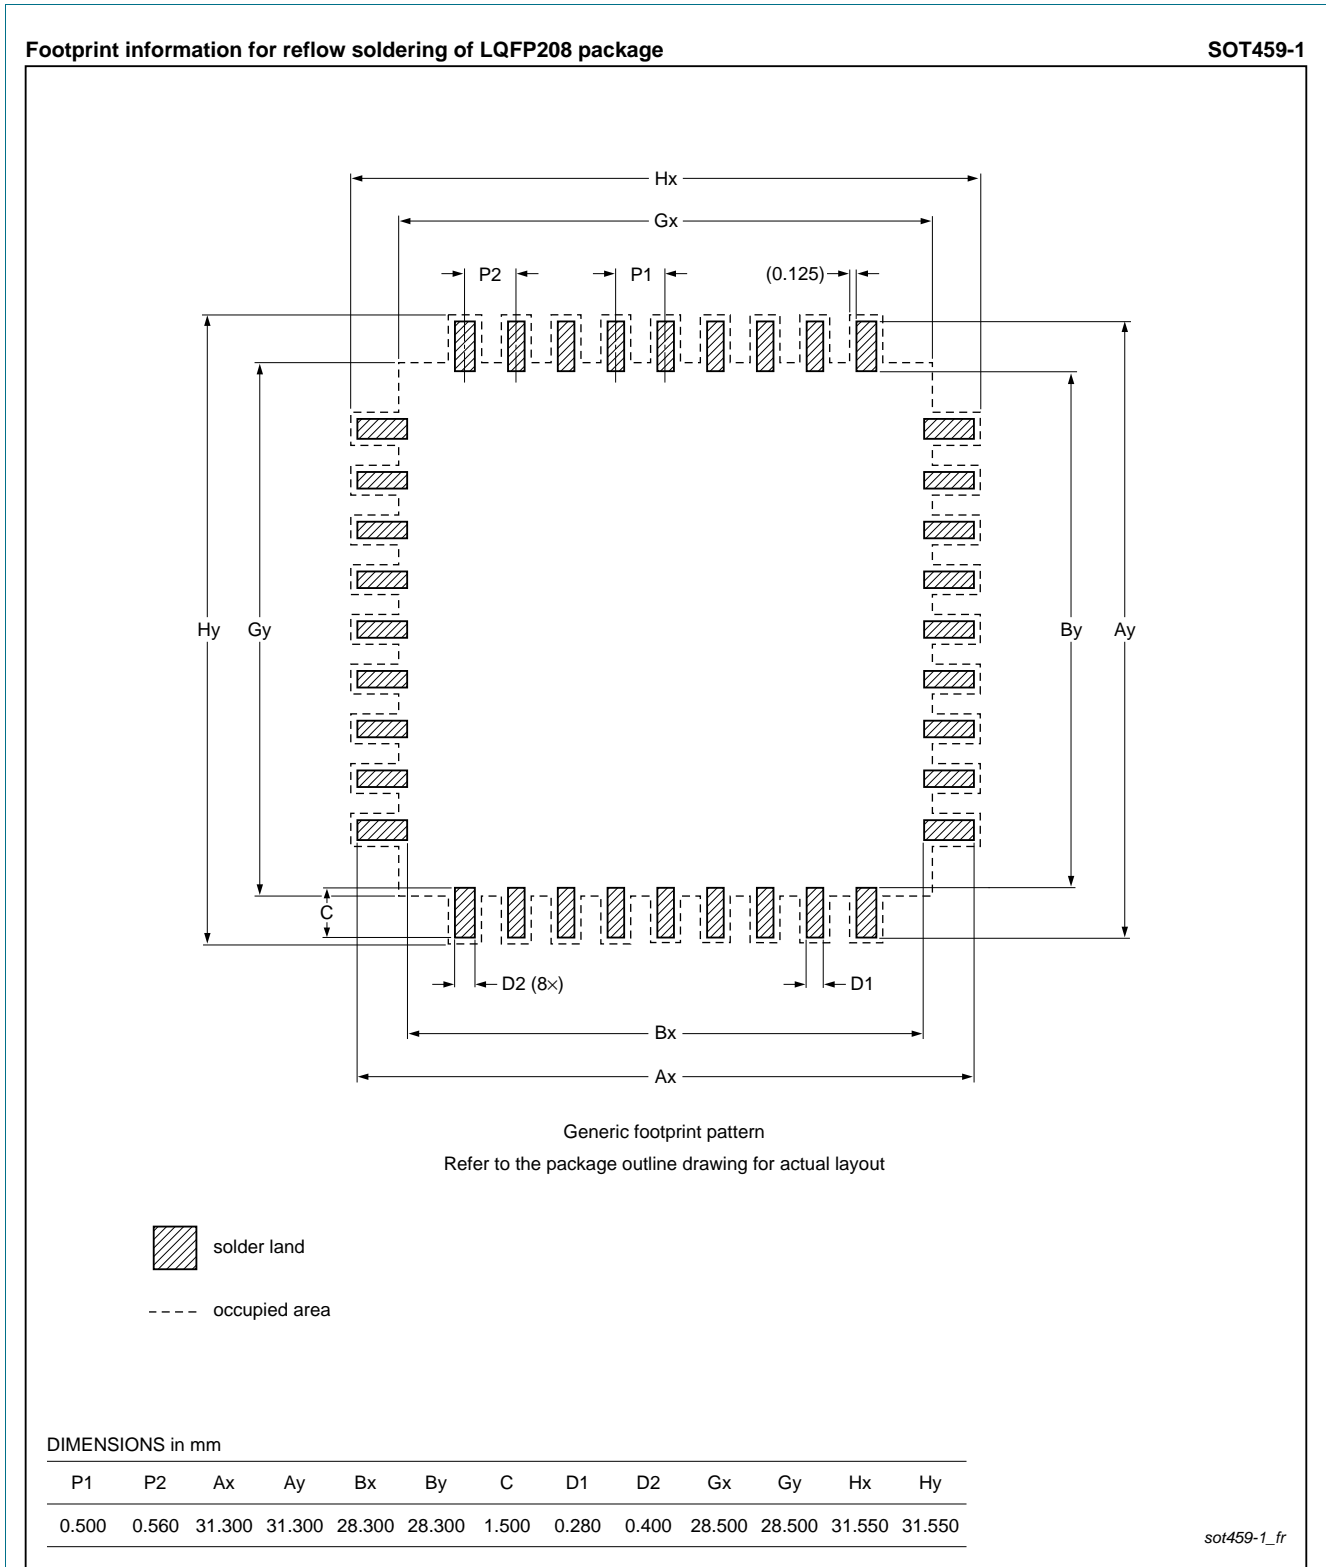 Footprint information for reflow soldering of LQFP208 package SOT459-1
Hx
Gx
P2 P1 (0.125)
Hy Gy By Ay
C
D2 (8×) D1
Bx
Ax
Generic footprint pattern
Refer to the package outline drawing for actual layout
solder land
occupied area
DIMENSIONS in mm
P1 P2 Ax Ay Bx By C D1 D2 Gx Gy Hx Hy
0.500 0.560 31.300 31.300 28.300 28.300 1.500 0.280 0.400 28.500 28.500 31.550 31.550
sot459-1_fr